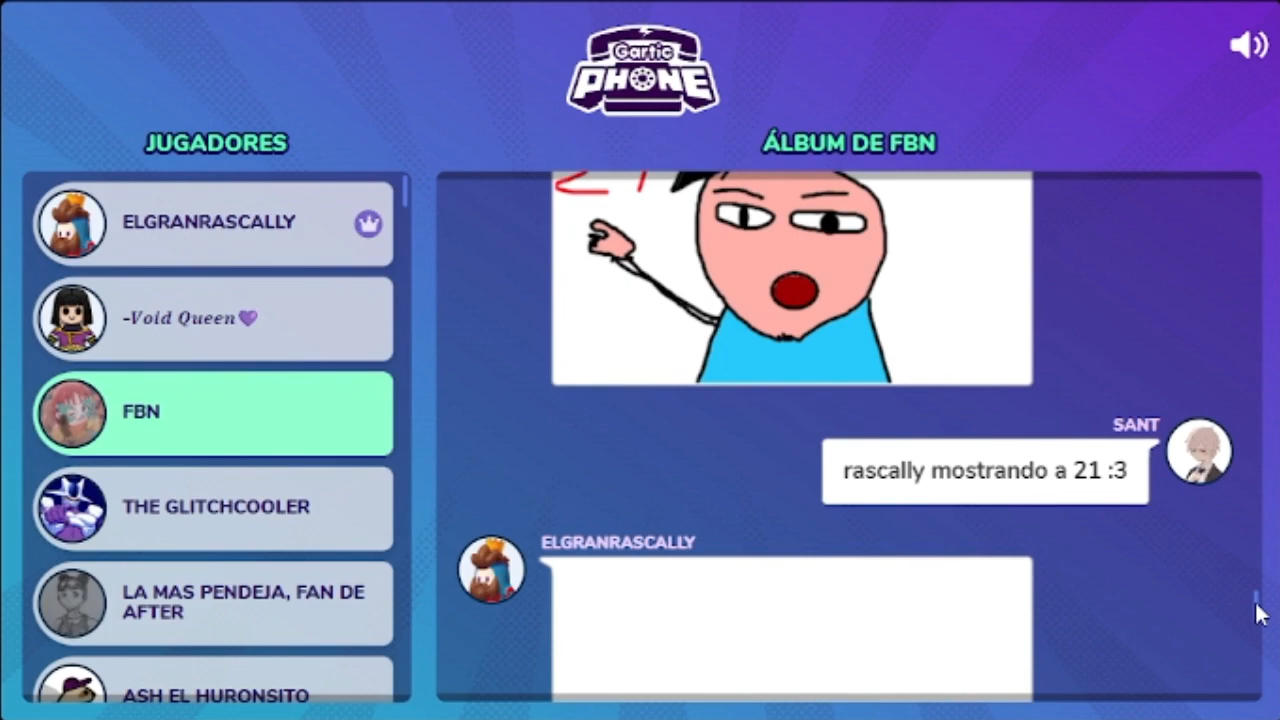 Gartic
PHONE
JUGADORES
ÁLBUM DE FBN
ELGRANRASCALLY
-Void Queen💜
FBN
THE GLITCHCOOLER
LA MAS PENDEJA, FAN DE
AFTER
ASH EL HURONSITO
SANT
rascally mostrando a 21 :3
ELGRANRASCALLY